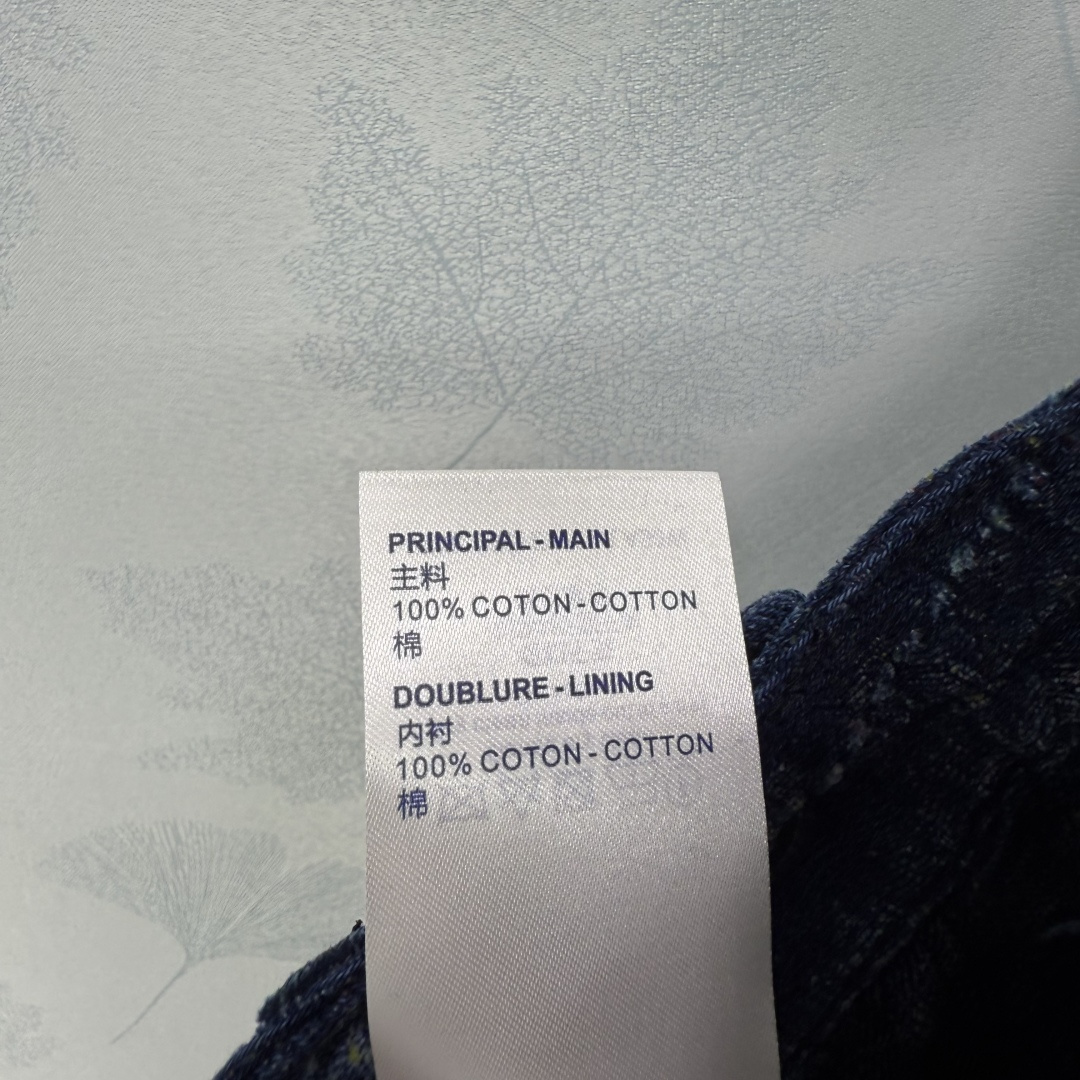 PRINCIPAL - MAIN
主料
100% COTON - COTTON
棉
DOUBLURE - LINING
内衬
100% COTON - COTTON
棉